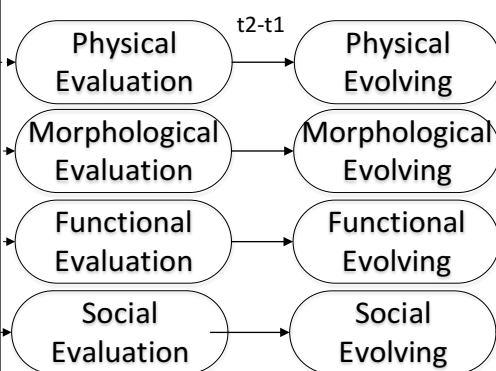 t2-t1
Physical
Evaluation
Physical
Evolving
Morphological
Evaluation
Morphological
Evolving
Functional
Evaluation
Functional
Evolving
Social
Evaluation
Social
Evolving